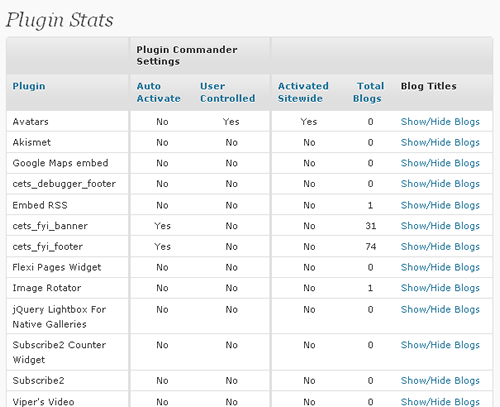 Plugin Stats
Plugin Commander
Settings
Plugin Auto Activate User Controlled Activated Sitewide Total Blogs Blog Titles
Avatars No Yes Yes 0 Show/Hide Blogs
Akismet No No No 0 Show/Hide Blogs
Google Maps embed No No No 0 Show/Hide Blogs
cets_debugger_footer No No No 0 Show/Hide Blogs
Embed RSS No No No 1 Show/Hide Blogs
cets_fyi_banner Yes No No 31 Show/Hide Blogs
cets_fyi_footer Yes No No 74 Show/Hide Blogs
Flexi Pages Widget No No No 0 Show/Hide Blogs
Image Rotator No No No 1 Show/Hide Blogs
jQuery Lightbox For No No No 0 Show/Hide Blogs
Native Galleries
Subscribe2 Counter No No No 0 Show/Hide Blogs
Widget
Subscribe2 No No No 0 Show/Hide Blogs
Viper's Video No No No 0 Show/Hide Blogs